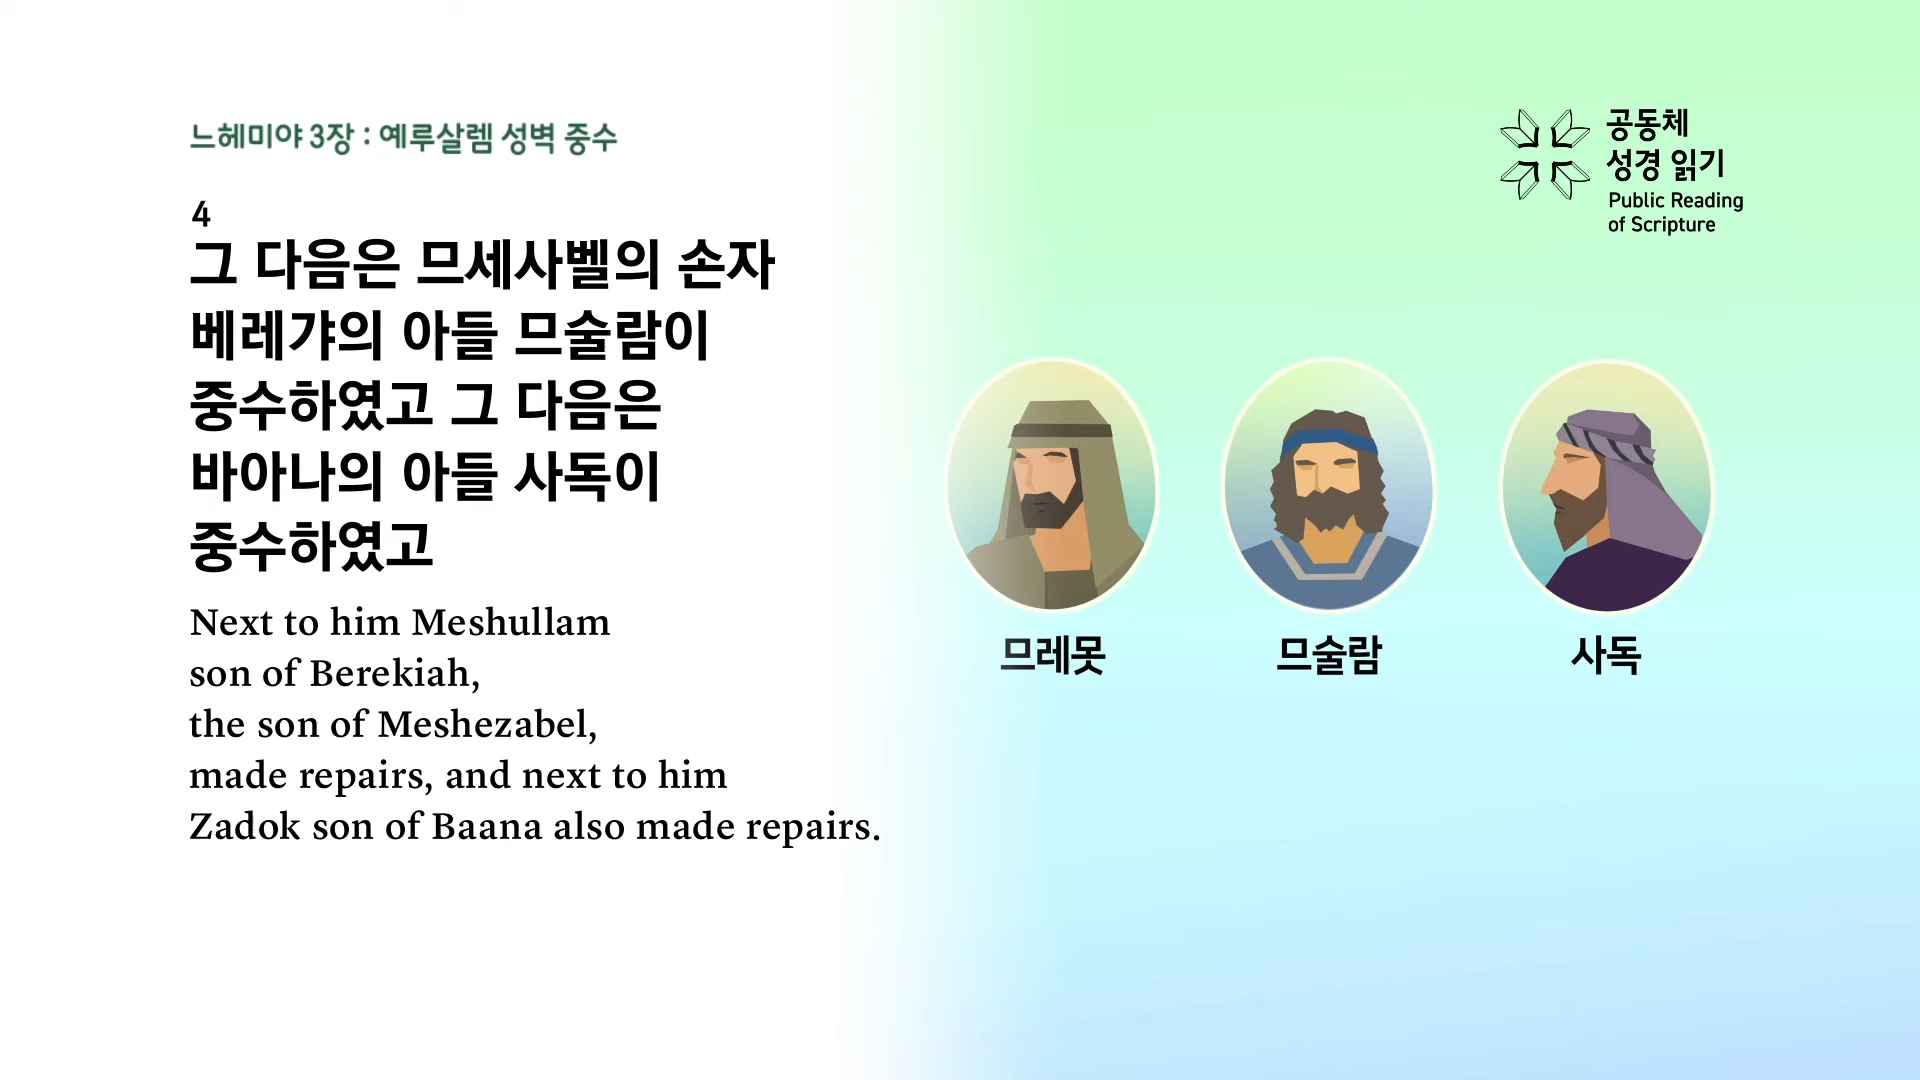 느헤미야 3장 : 예루살렘 성벽 중수
4
그 다음은 므세사벨의 손자
베레갸의 아들 므술람이
중수하였고 그 다음은
바아나의 아들 사독이
중수하였고
Next to him Meshullam
son of Berekiah,
the son of Meshezabel,
made repairs, and next to him
Zadok son of Baana also made repairs.
공동체
성경 읽기
Public Reading
of Scripture
므레못
므술람
사독